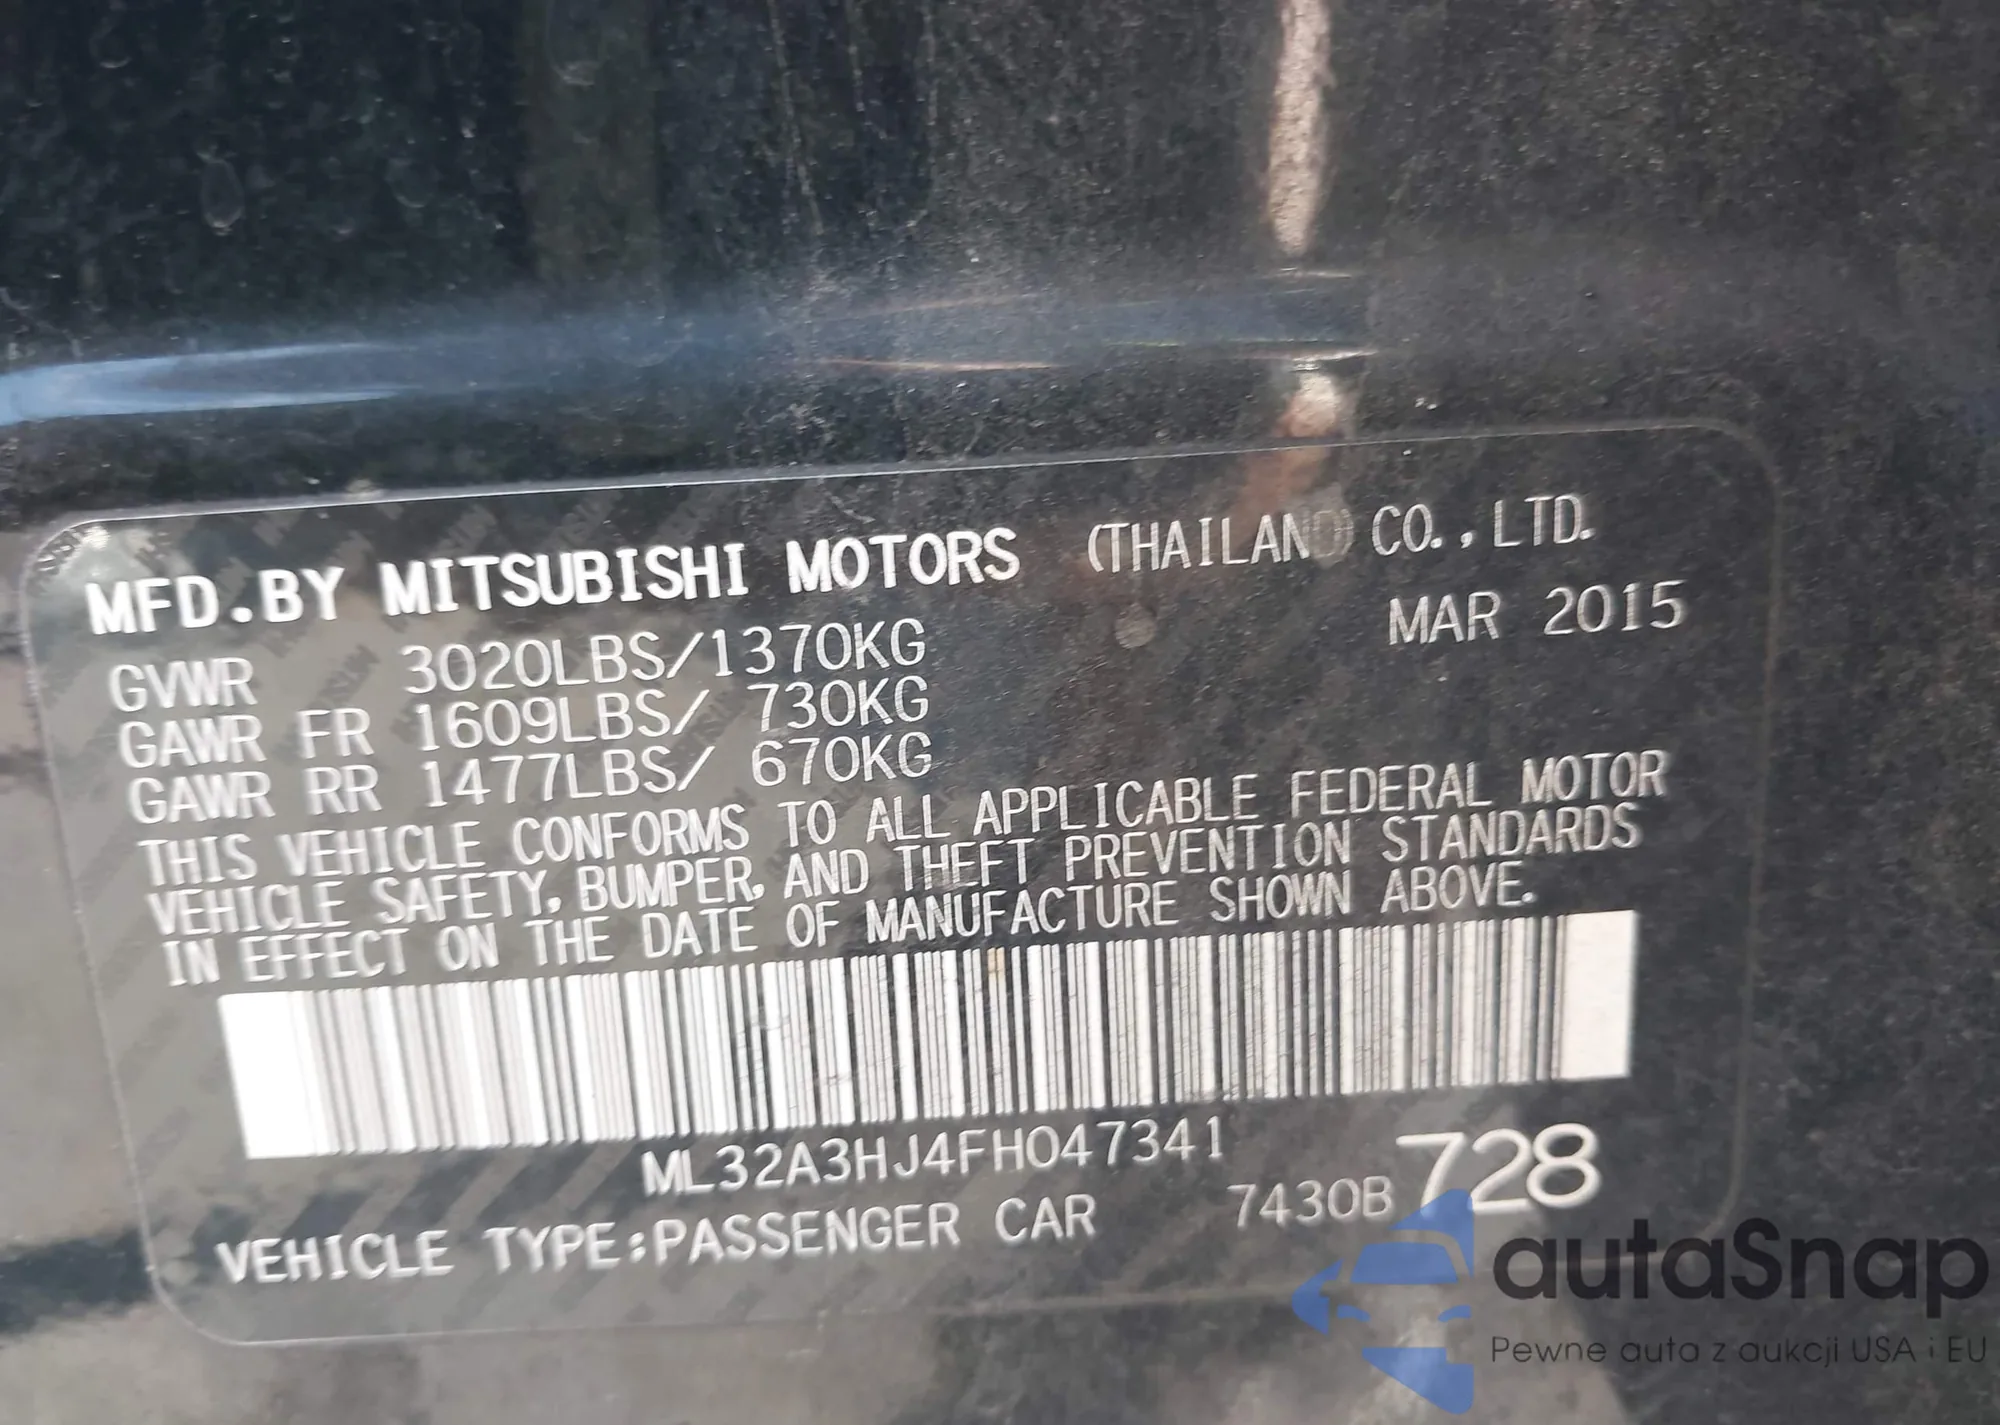 MFD.BY MITSUBISHI MOTORS (THAILAND) CO.,LTD.
MAR 2015
GVWR 3020LBS/1370KG
GAWR FR 1609LBS/ 730KG
GAWR RR 1477LBS/ 670KG
THIS VEHICLE CONFORMS TO ALL APPLICABLE FEDERAL MOTOR
VEHICLE SAFETY, BUMPER, AND THEFT PREVENTION STANDARDS
IN EFFECT ON THE DATE OF MANUFACTURE SHOWN ABOVE.
ML32A3HJ4FH047341
VEHICLE TYPE:PASSENGER CAR 7430B 728
autaSnap
Pewne auta z aukcji USA i EU